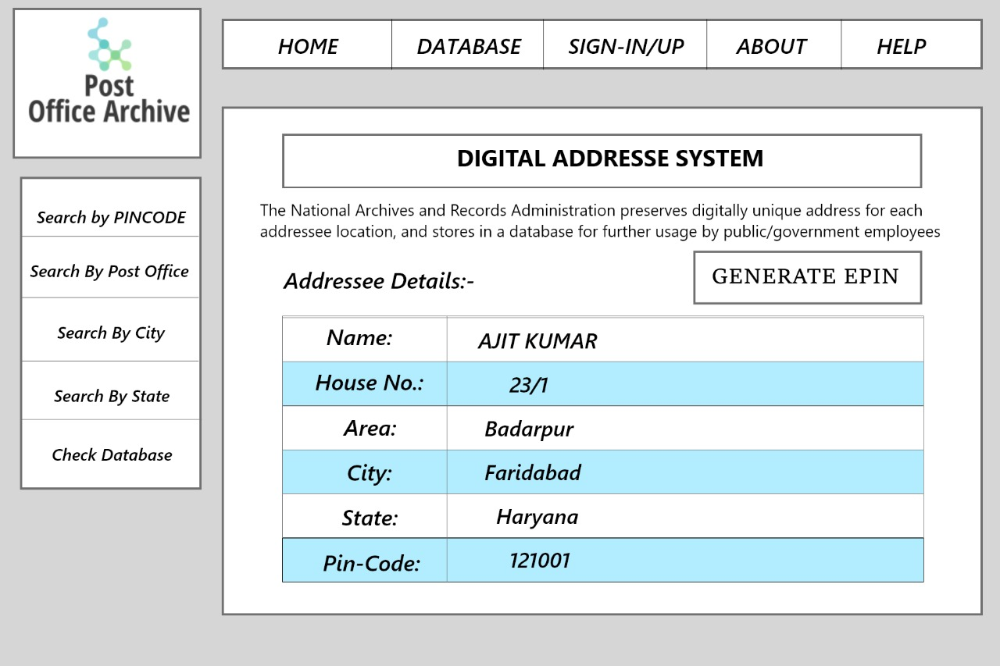 Post
Office Archive
HOME DATABASE SIGN-IN/UP ABOUT HELP
Search by PINCODE
Search By Post Office
Search By City
Search By State
Check Database
DIGITAL ADDRESSE SYSTEM
The National Archives and Records Administration preserves digitally unique address for each
addressee location, and stores in a database for further usage by public/government employees
Addressee Details:-
GENERATE EPIN
Name: AJIT KUMAR
House No.: 23/1
Area: Badarpur
City: Faridabad
State: Haryana
Pin-Code: 121001